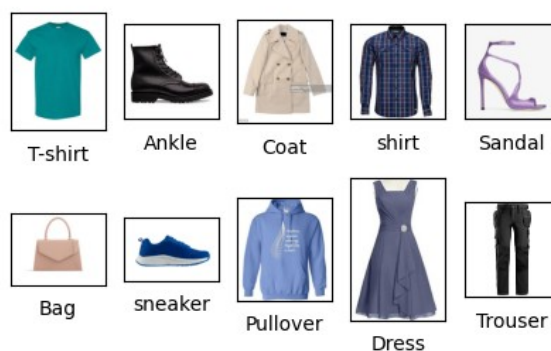 T-shirt
Ankle
Coat
shirt
Sandal
Bag
sneaker
Pullover
Dress
Trouser